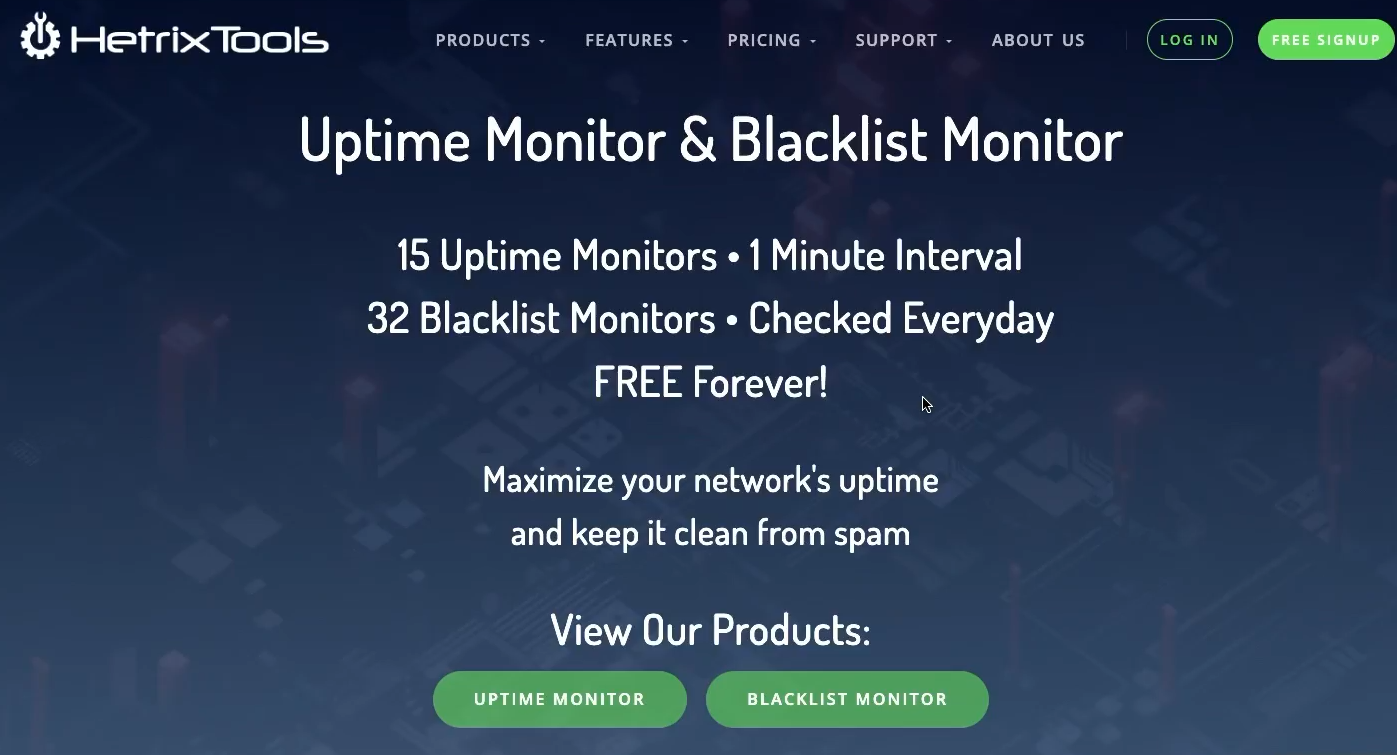 HetrixTools
PRODUCTS FEATURES PRICING SUPPORT ABOUT US LOG IN FREE SIGNUP
Uptime Monitor & Blacklist Monitor
15 Uptime Monitors • 1 Minute Interval
32 Blacklist Monitors • Checked Everyday
FREE Forever!
Maximize your network's uptime
and keep it clean from spam
View Our Products:
UPTIME MONITOR BLACKLIST MONITOR